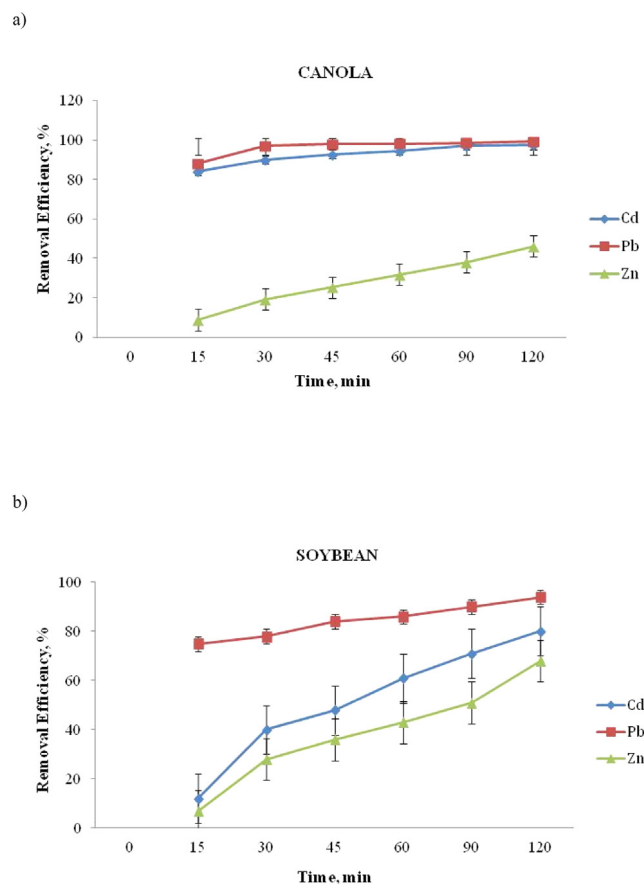 a)
CANOLA
120
100
80
60
40
20
0
Removal Efficiency, %
0 15 30 45 60 90 120
Time, min
Cd
Pb
Zn
b)
SOYBEAN
100
80
60
40
20
0
Removal Efficiency, %
0 15 30 45 60 90 120
Time, min
Cd
Pb
Zn